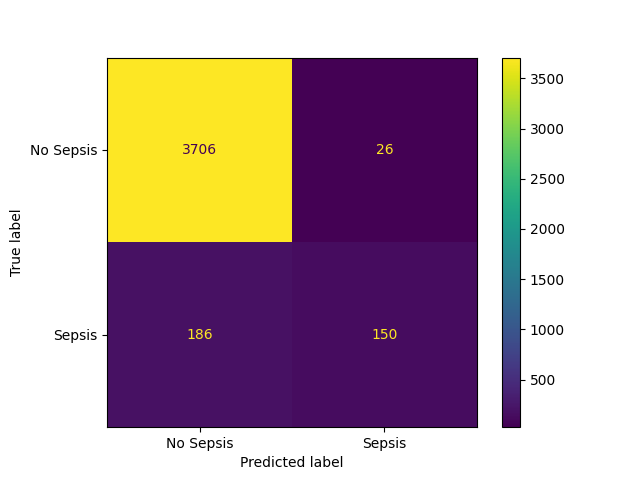 3500
3000
2500
2000
1500
1000
500
True label
No Sepsis
3706
26
Sepsis
186
150
No Sepsis
Sepsis
Predicted label